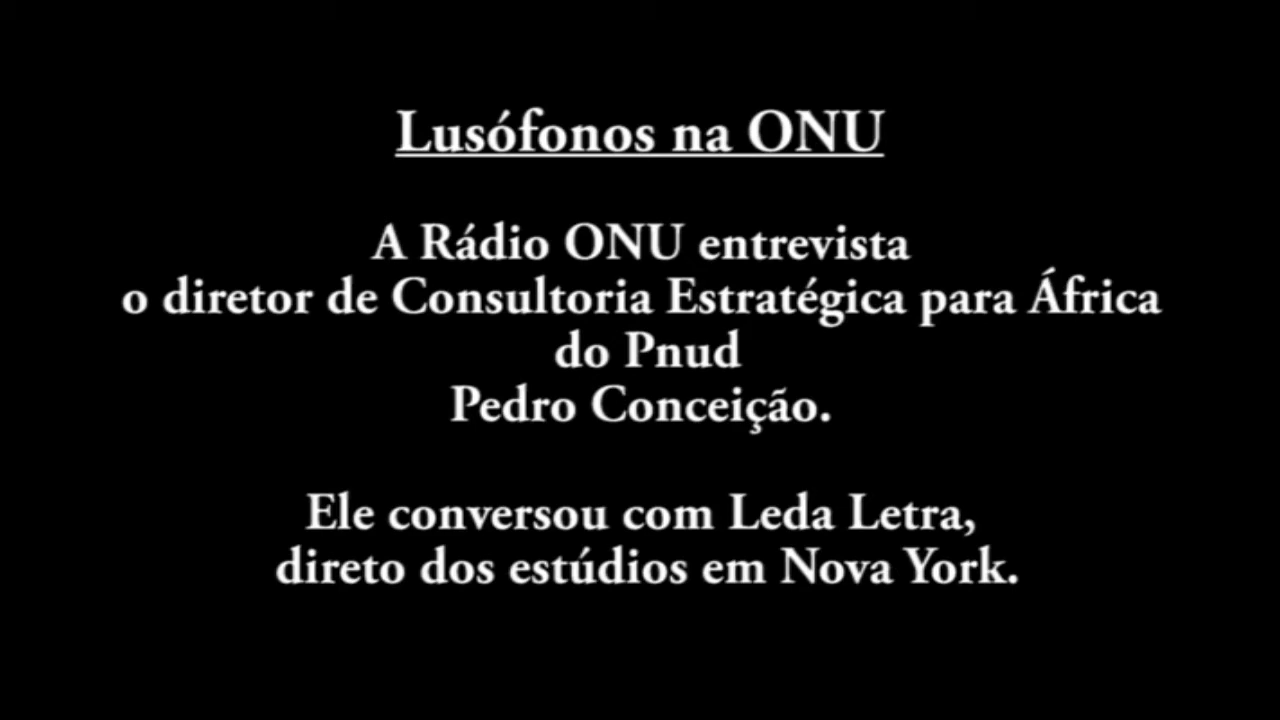 Lusófonos na ONU
A Rádio ONU entrevista
o diretor de Consultoria Estratégica para África
do Pnud
Pedro Conceição.
Ele conversou com Leda Letra,
direto dos estúdios em Nova York.